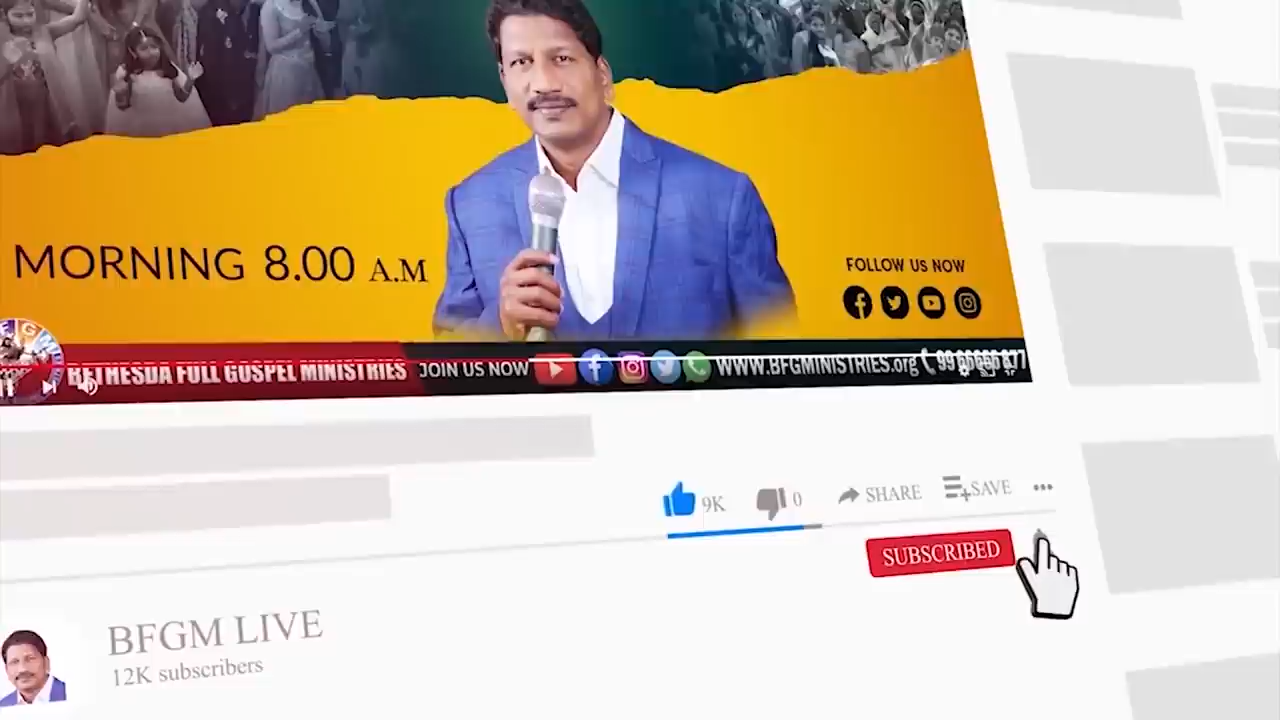 MORNING 8.00 A.M
FOLLOW US NOW
BETHESDA FULL GOSPEL MINISTRIES JOIN US NOW WWW.BFGMINISTRIES.org
9K 0 SHARE SAVE
SUBSCRIBED
BFGM LIVE
12K subscribers